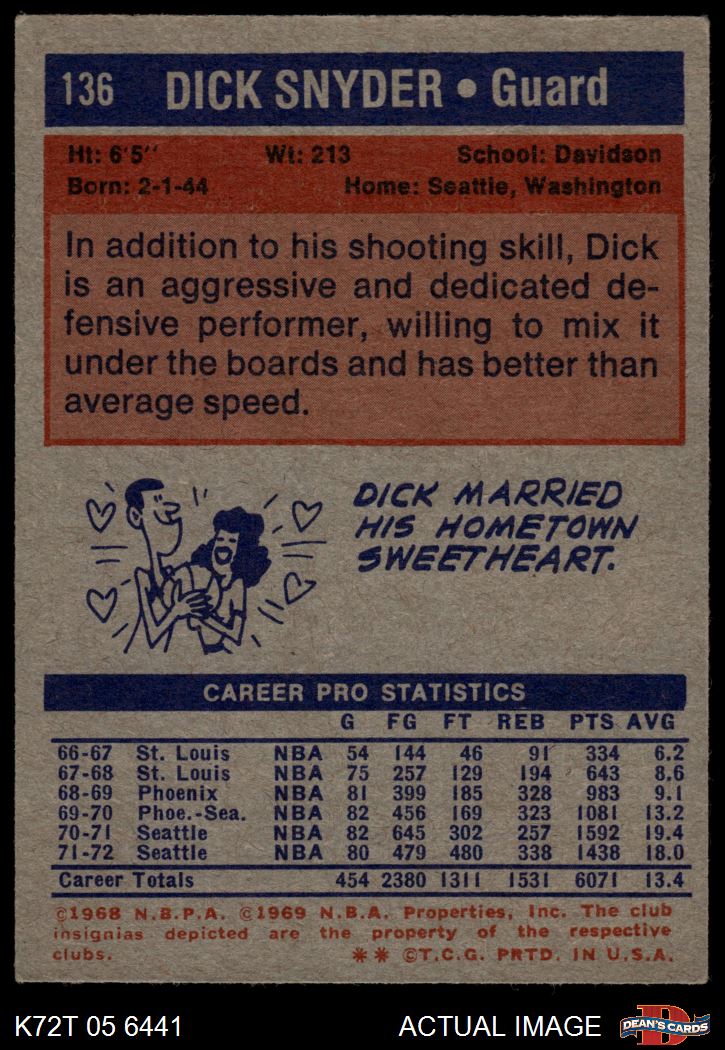 136 DICK SNYDER • Guard
Ht: 6'5'' Wt: 213 School: Davidson
Born: 2-1-44 Home: Seattle, Washington
In addition to his shooting skill, Dick
is an aggressive and dedicated de-
fensive performer, willing to mix it
under the boards and has better than
average speed.
DICK MARRIED
HIS HOMETOWN
SWEETHEART.
CAREER PRO STATISTICS
G FG FT REB PTS AVG
66-67 St. Louis NBA 54 144 46 91 334 6.2
67-68 St. Louis NBA 75 257 129 194 643 8.6
68-69 Phoenix NBA 81 399 185 328 983 9.1
69-70 Phoe.-Sea. NBA 82 456 169 323 1081 13.2
70-71 Seattle NBA 82 645 302 257 1592 19.4
71-72 Seattle NBA 80 479 480 338 1438 18.0
Career Totals 454 2380 1311 1531 6071 13.4
©1968 N.B.P.A. ©1969 N.B.A. Properties, Inc. The club
insignias depicted are the property of the respective
clubs. ** ©T.C.G. PRTD. IN U.S.A.
K72T 05 6441 ACTUAL IMAGE D DEAN'S CARDS